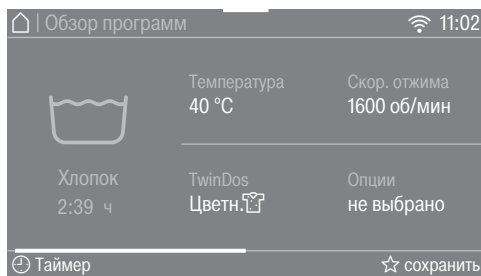 | Обзор программ
11:02
Температура
40 °C
Скор. отжима
1600 об/мин
Хлопок
2:39 ч
TwinDos
Цветн.
Опции
не выбрано
Таймер
сохранить